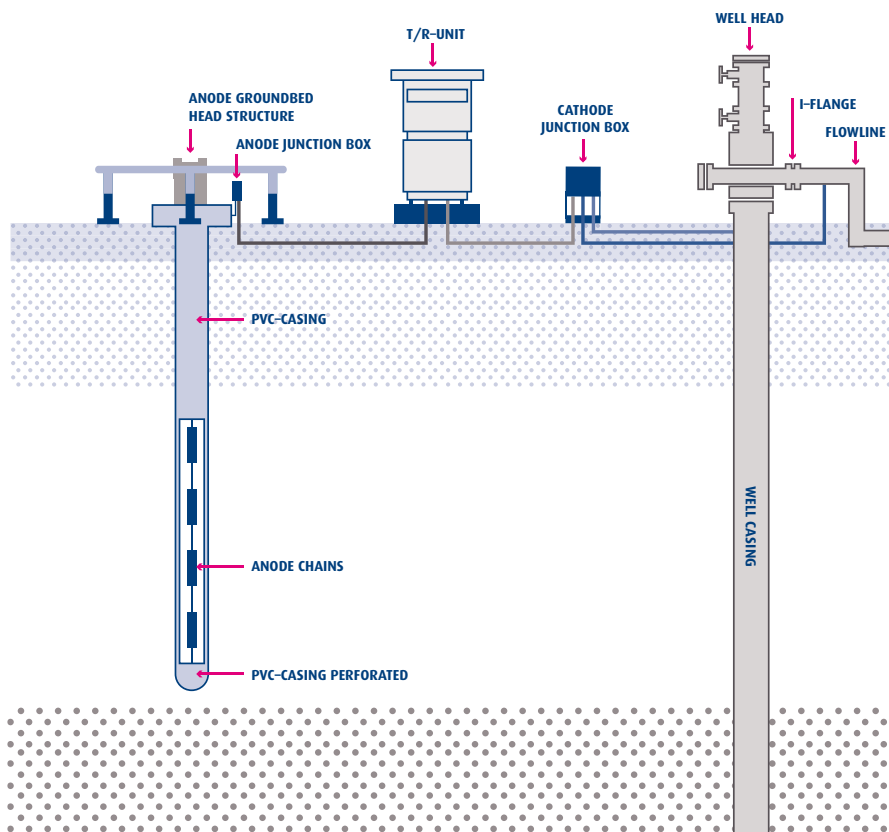 WELL HEAD
T/R-UNIT
I-FLANGE
ANODE GROUNDBED
HEAD STRUCTURE
CATHODE
JUNCTION BOX
FLOWLINE
ANODE JUNCTION BOX
PVC-CASING
WELL CASING
ANODE CHAINS
PVC-CASING PERFORATED